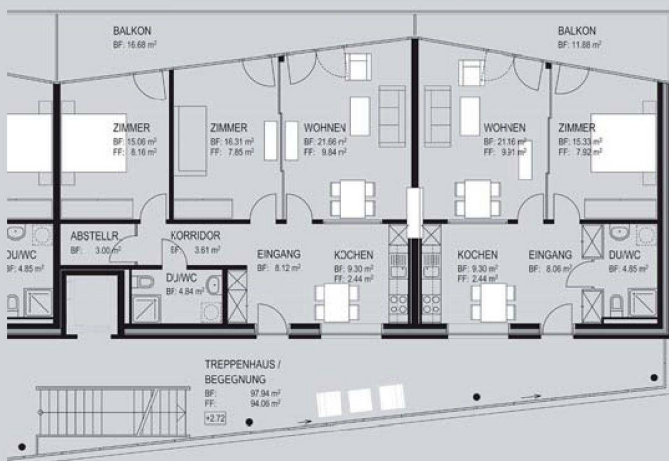 BALKON
BF: 16.68 m²
BALKON
BF: 11.88 m²
ZIMMER
BF: 15.06 m²
FF: 8.16 m²
ZIMMER
BF: 16.31 m²
FF: 7.85 m²
WOHNEN
BF: 21.66 m²
FF: 9.84 m²
WOHNEN
BF: 21.16 m²
FF: 9.91 m²
ZIMMER
BF: 15.33 m²
FF: 7.92 m²
DU/WC
BF: 4.85 m²
ABSTELLR.
BF: 3.00 m²
KORRIDOR
BF: 3.61 m²
DU/WC
BF: 4.84 m²
EINGANG
BF: 8.12 m²
KOCHEN
BF: 9.30 m²
FF: 2.44 m²
KOCHEN
BF: 9.30 m²
FF: 2.44 m²
EINGANG
BF: 8.06 m²
DU/WC
BF: 4.85 m²
TREPPENHAUS /
BEGEGNUNG
BF: 97.94 m²
FF: 94.06 m²
+2.72